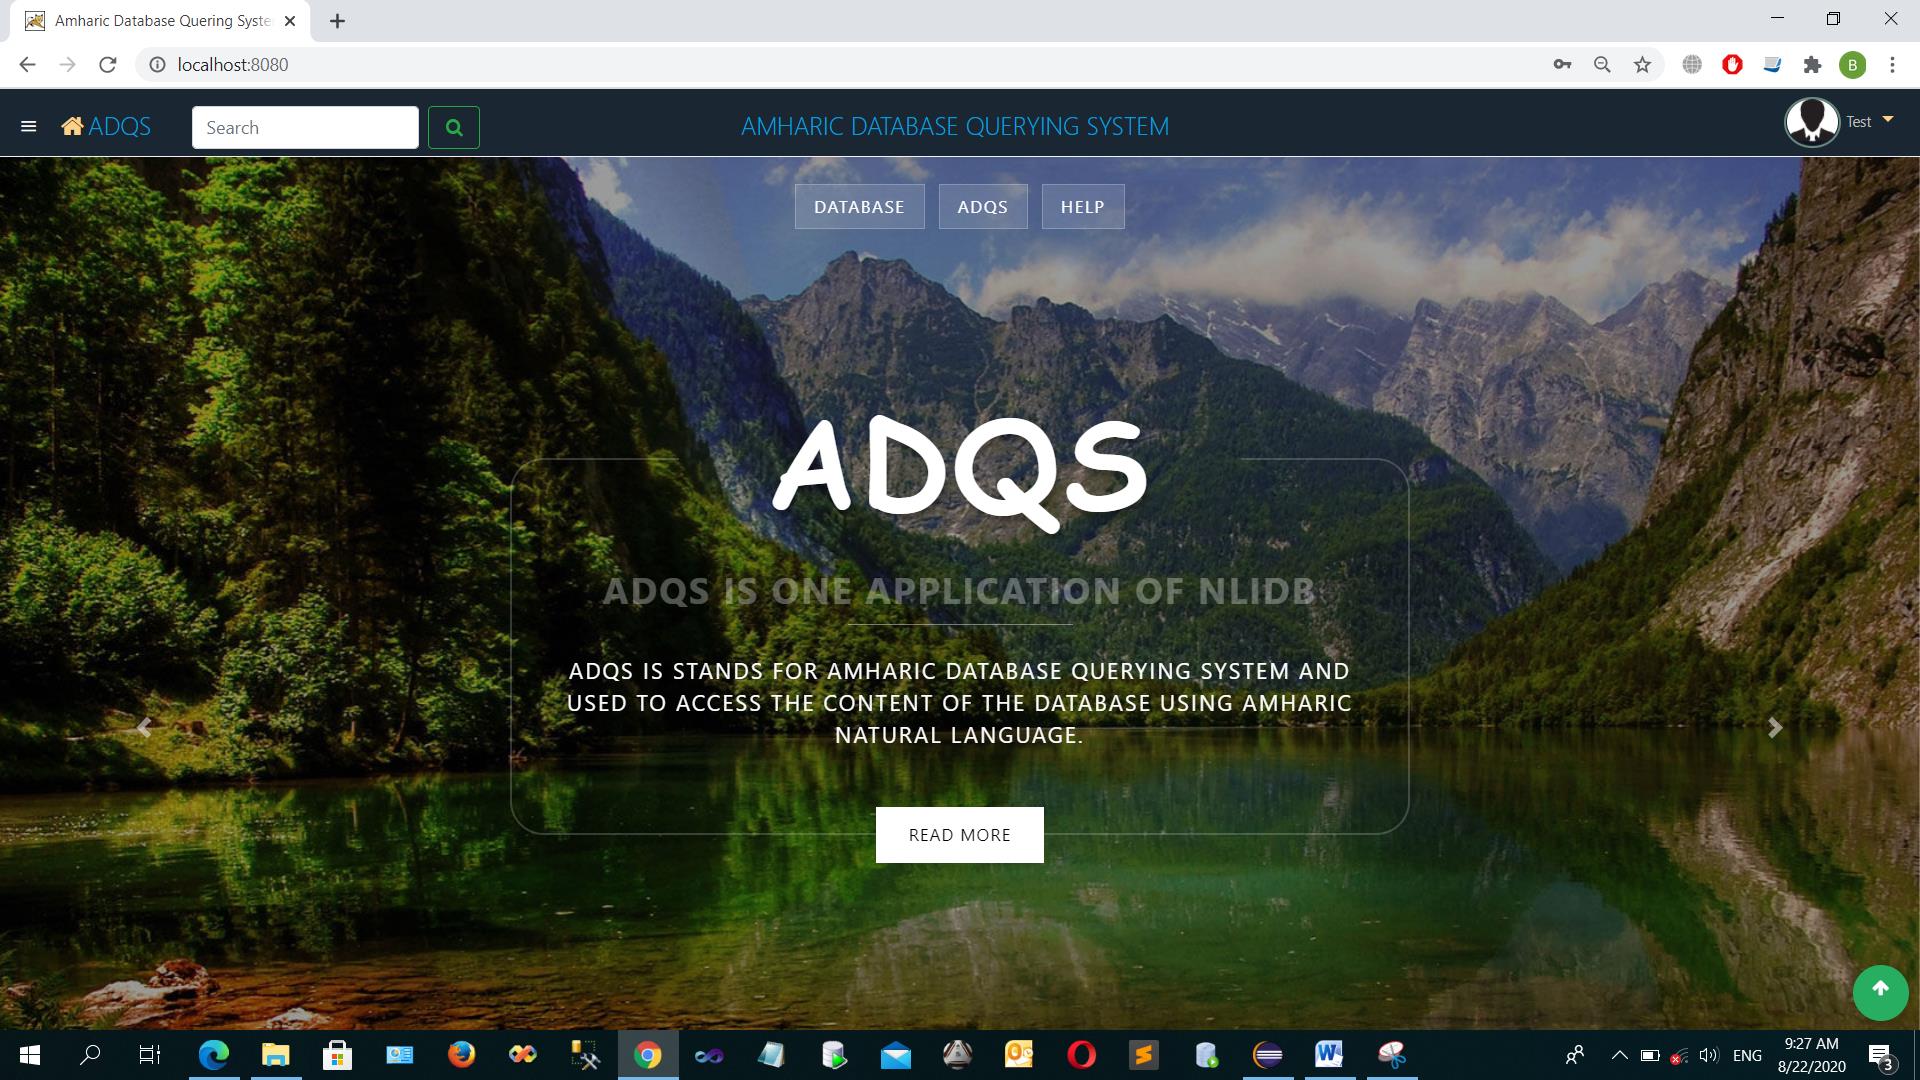 Amharic Database Quering Syste
localhost:8080
B
ADQS
Search
AMHARIC DATABASE QUERYING SYSTEM
Test
DATABASE
ADQS
HELP
ADQS
ADQS IS ONE APPLICATION OF NLIDB
ADQS IS STANDS FOR AMHARIC DATABASE QUERYING SYSTEM AND
USED TO ACCESS THE CONTENT OF THE DATABASE USING AMHARIC
NATURAL LANGUAGE.
READ MORE
ENG
9:27 AM
8/22/2020
3